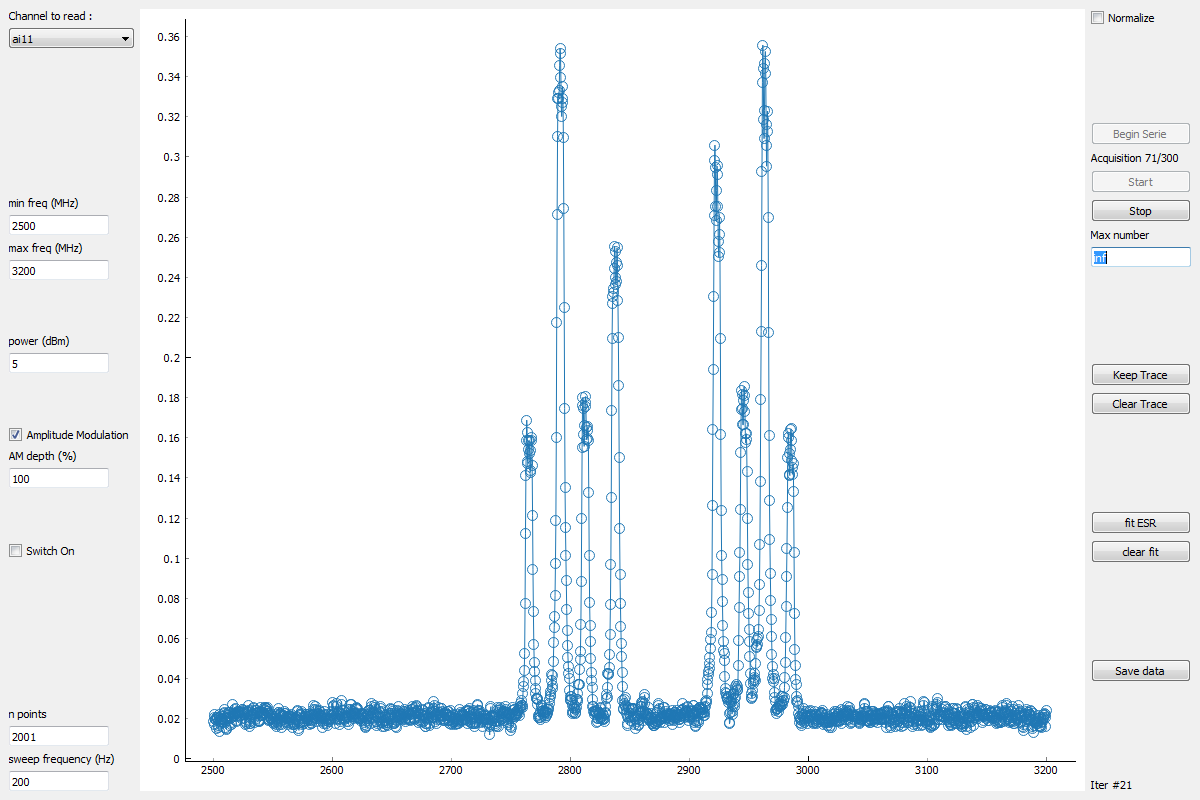 Channel to read :
ai11
min freq (MHz)
2500
max freq (MHz)
3200
power (dBm)
5
Amplitude Modulation
AM depth (%)
100
Switch On
n points
2001
sweep frequency (Hz)
200
0.36
0.34
0.32
0.3
0.28
0.26
0.24
0.22
0.2
0.18
0.16
0.14
0.12
0.1
0.08
0.06
0.04
0.02
0
2500 2600 2700 2800 2900 3000 3100 3200
Normalize
Begin Serie
Acquisition 71/300
Start
Stop
Max number
inf
Keep Trace
Clear Trace
fit ESR
clear fit
Save data
Iter #21